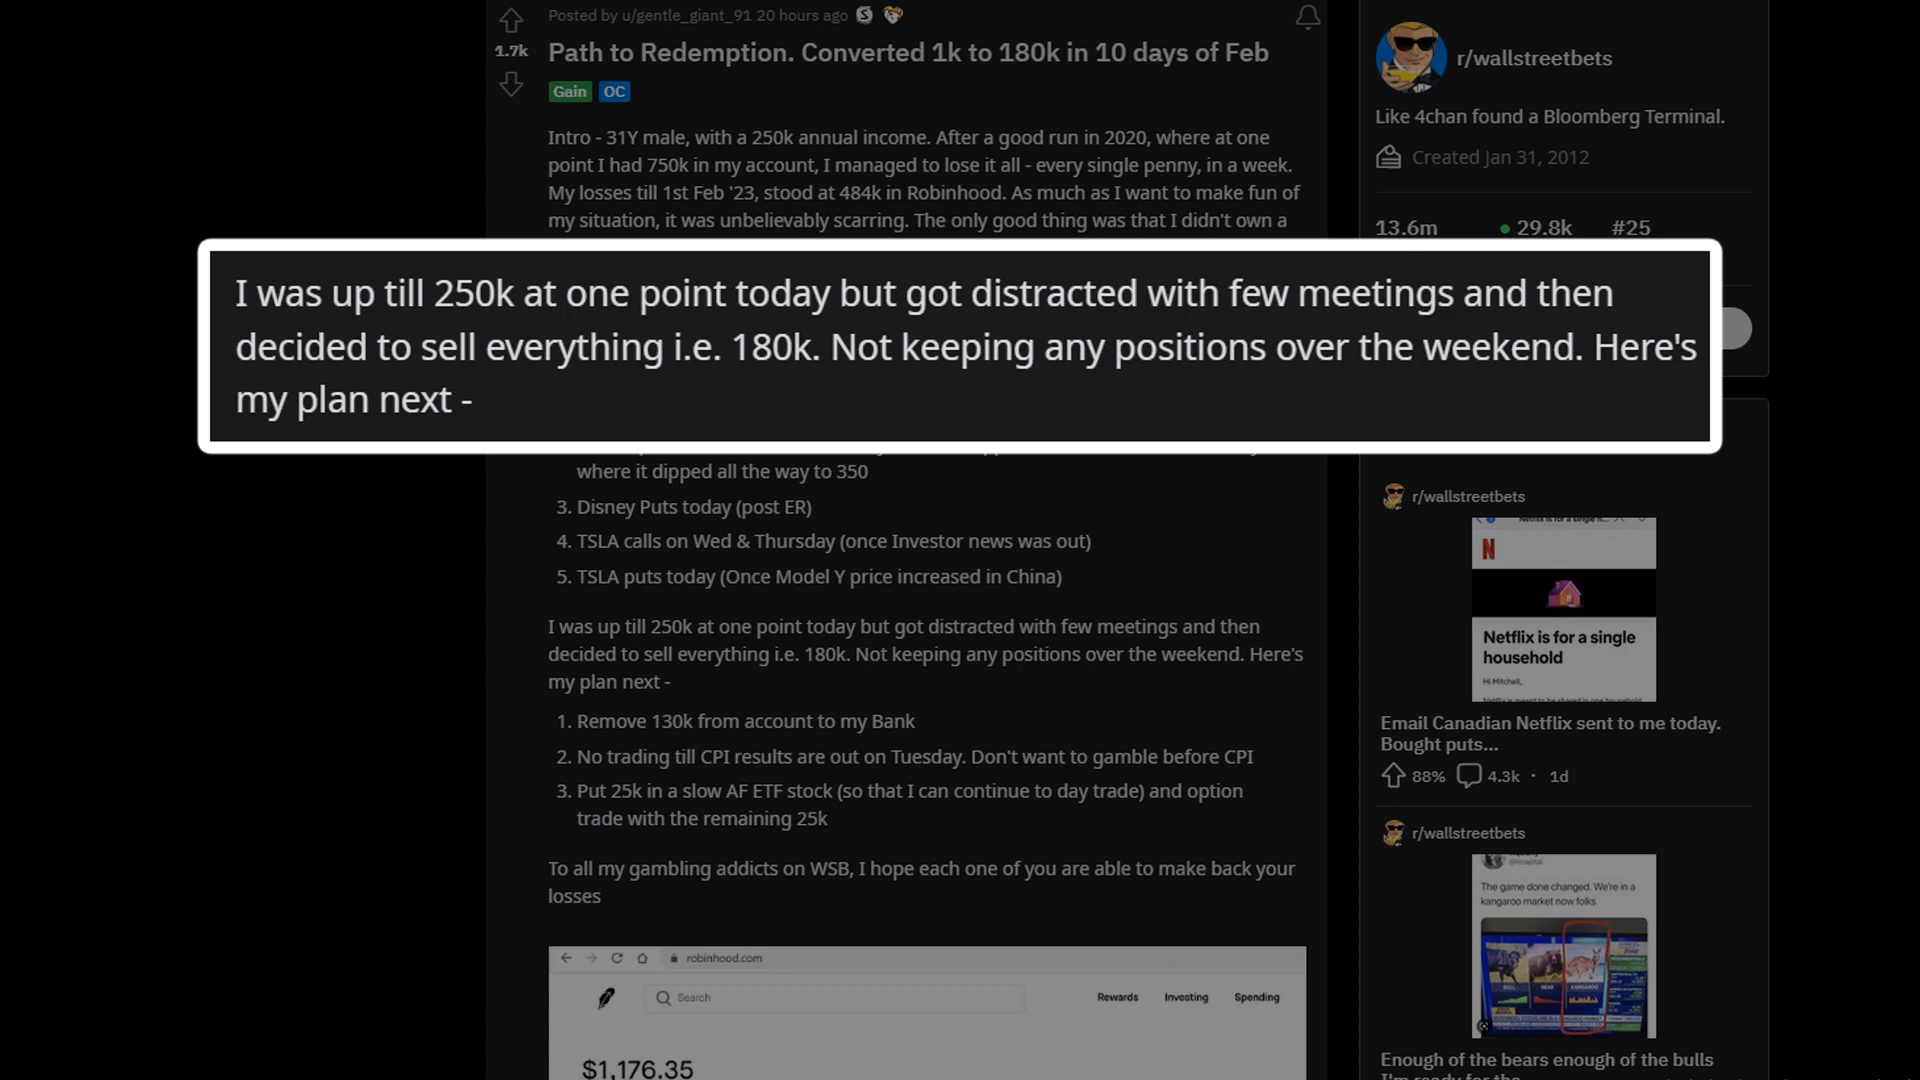 Posted by u/gentle_giant_91 20 hours ago
1.7k
Path to Redemption. Converted 1k to 180k in 10 days of Feb
Gain OC
Intro - 31Y male, with a 250k annual income. After a good run in 2020, where at one
point I had 750k in my account, I managed to lose it all - every single penny, in a week.
My losses till 1st Feb '23, stood at 484k in Robinhood. As much as I want to make fun of
my situation, it was unbelievably scarring. The only good thing was that I didn't own a
I was up till 250k at one point today but got distracted with few meetings and then
decided to sell everything i.e. 180k. Not keeping any positions over the weekend. Here's
my plan next -
where it dipped all the way to 350
3. Disney Puts today (post ER)
4. TSLA calls on Wed & Thursday (once Investor news was out)
5. TSLA puts today (Once Model Y price increased in China)
I was up till 250k at one point today but got distracted with few meetings and then
decided to sell everything i.e. 180k. Not keeping any positions over the weekend. Here's
my plan next -
1. Remove 130k from account to my Bank
2. No trading till CPI results are out on Tuesday. Don't want to gamble before CPI
3. Put 25k in a slow AF ETF stock (so that I can continue to day trade) and option
trade with the remaining 25k
To all my gambling addicts on WSB, I hope each one of you are able to make back your
losses
robinhood.com
Search
Rewards Investing Spending
$1,176.35
r/wallstreetbets
Like 4chan found a Bloomberg Terminal.
Created Jan 31, 2012
13.6m 29.8k #25
r/wallstreetbets
N
Netflix is for a single
household
Hi Mitchell,
Email Canadian Netflix sent to me today.
Bought puts...
88% 4.3k · 1d
r/wallstreetbets
The game done changed. We're in a
kangaroo market now folks
BULL BEAR KANGAROO
Enough of the bears enough of the bulls